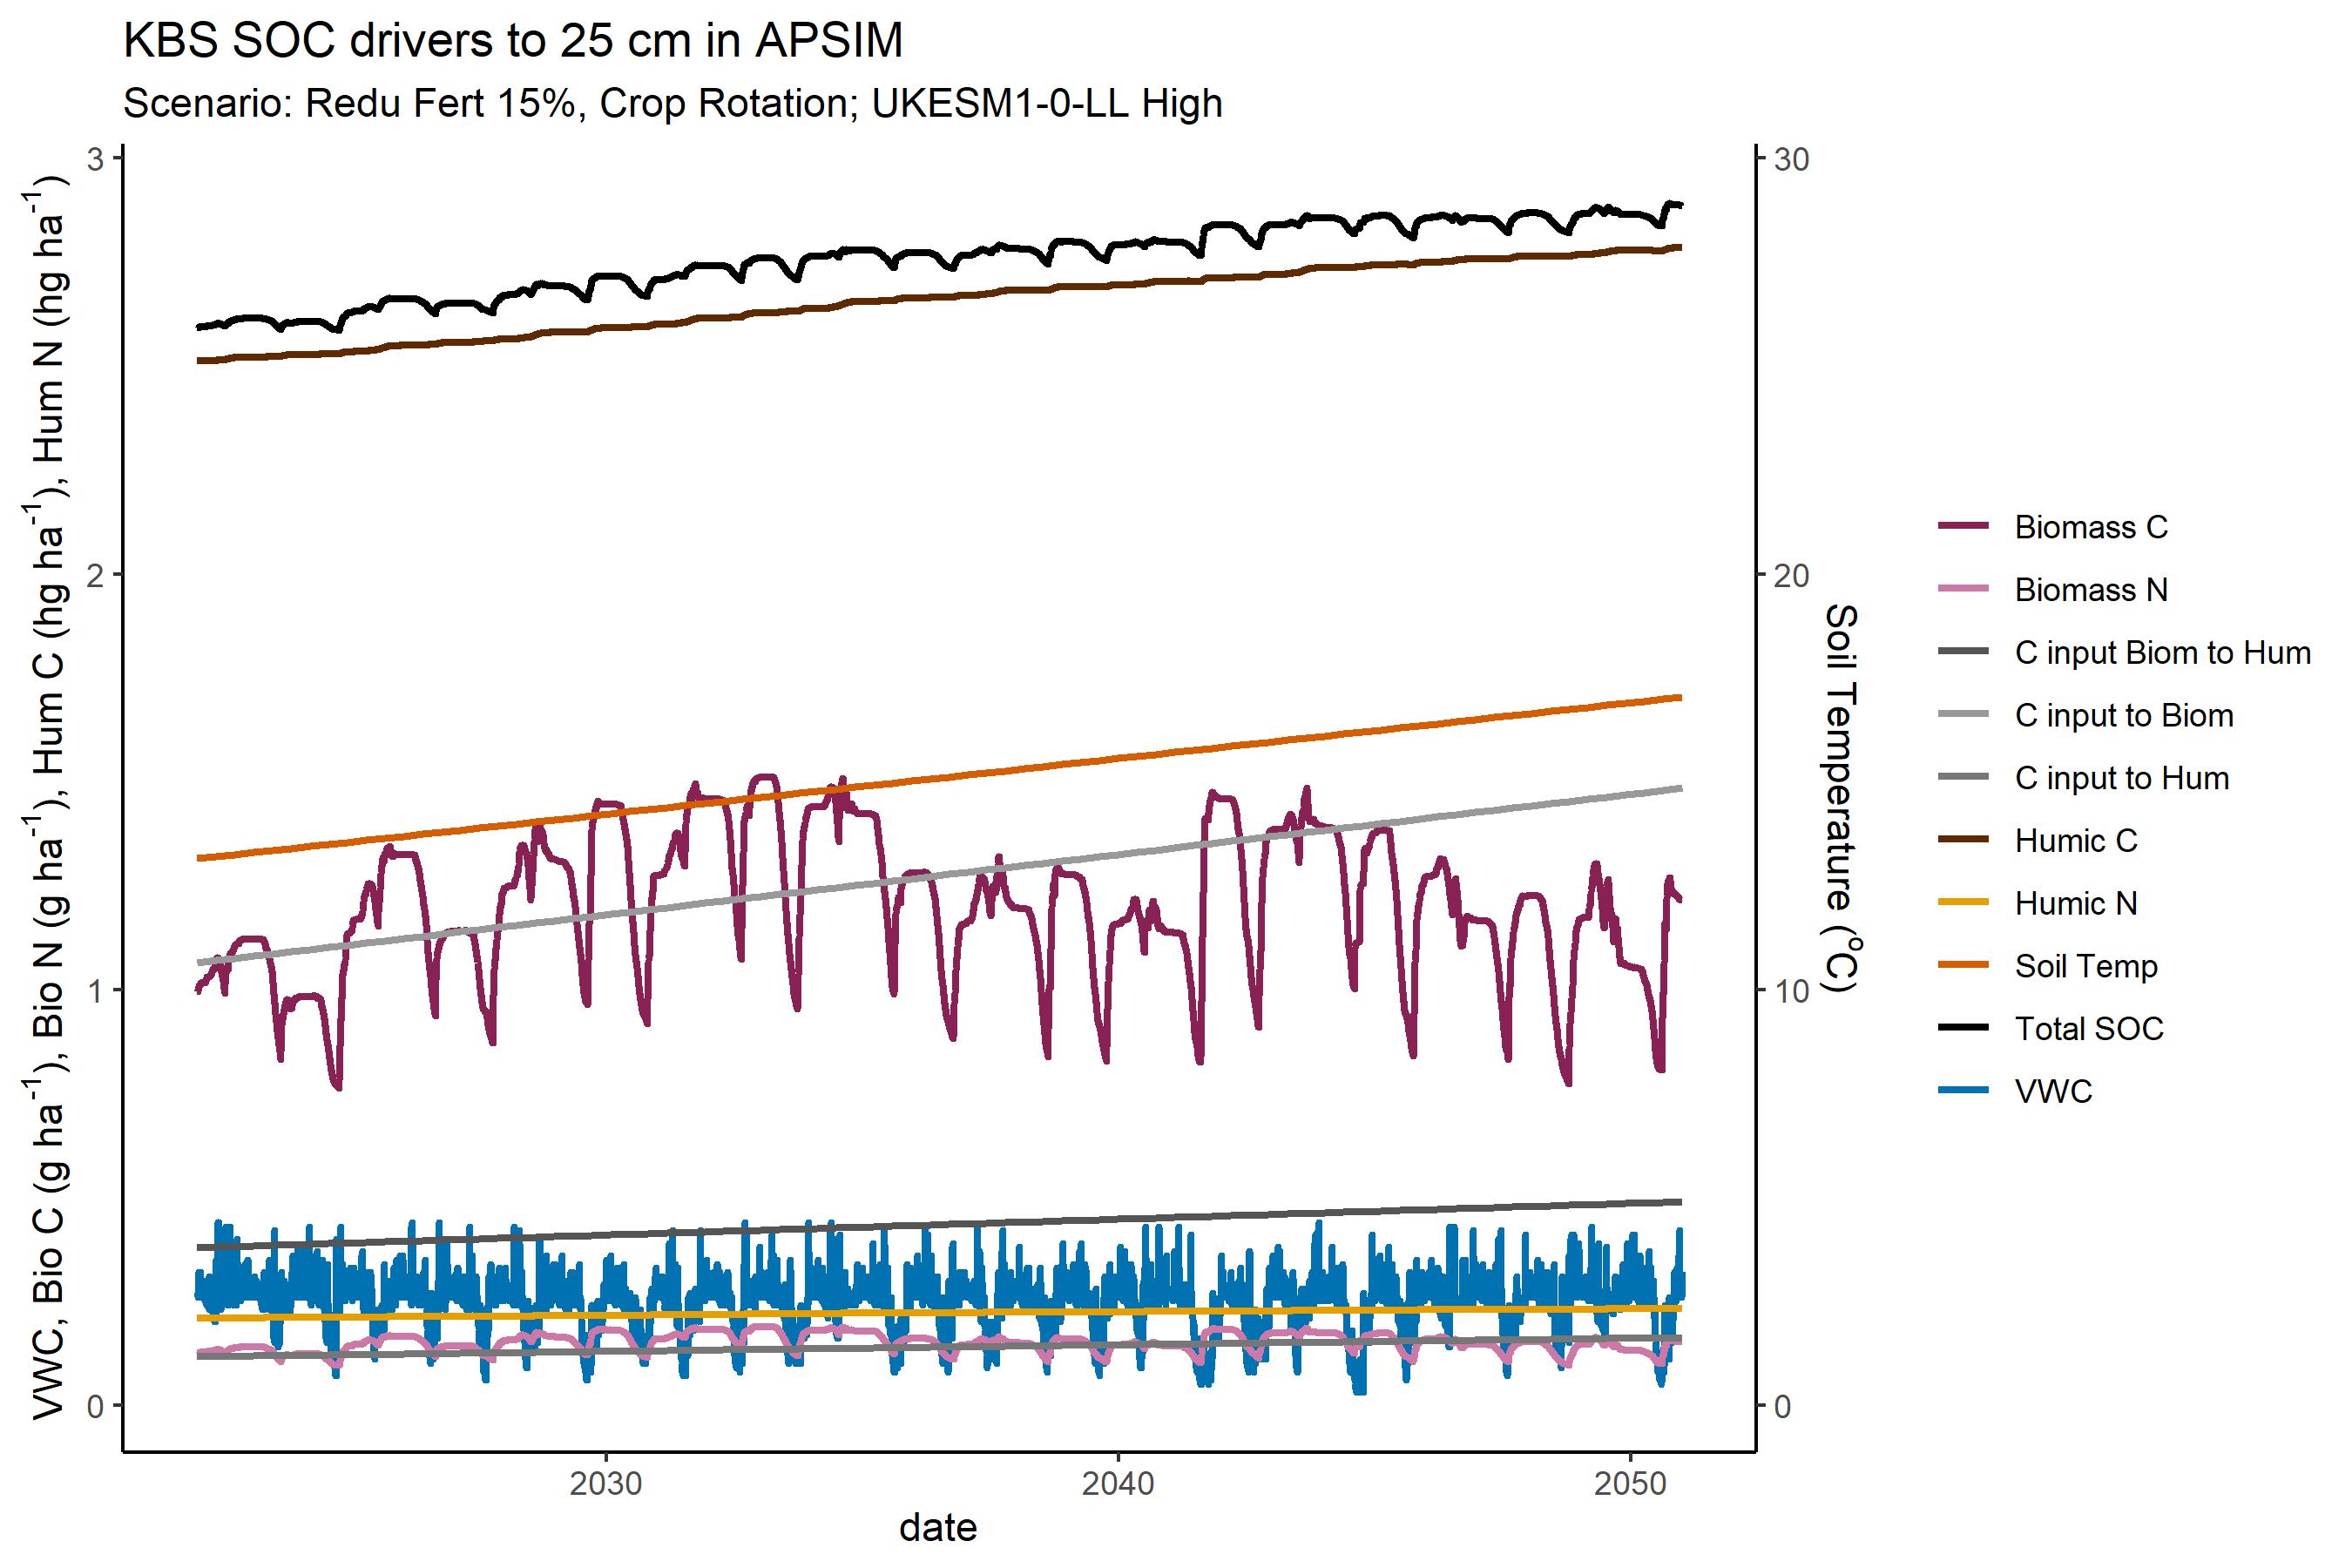 KBS SOC drivers to 25 cm in APSIM
Scenario: Redu Fert 15%, Crop Rotation; UKESM1-0-LL High
VWC, Bio C (g ha⁻¹), Bio N (g ha⁻¹), Hum C (hg ha⁻¹), Hum N (hg ha⁻¹)
3
2
1
0
30
20
10
0
Soil Temperature (°C)
2030
2040
2050
date
Biomass C
Biomass N
C input Biom to Hum
C input to Biom
C input to Hum
Humic C
Humic N
Soil Temp
Total SOC
VWC